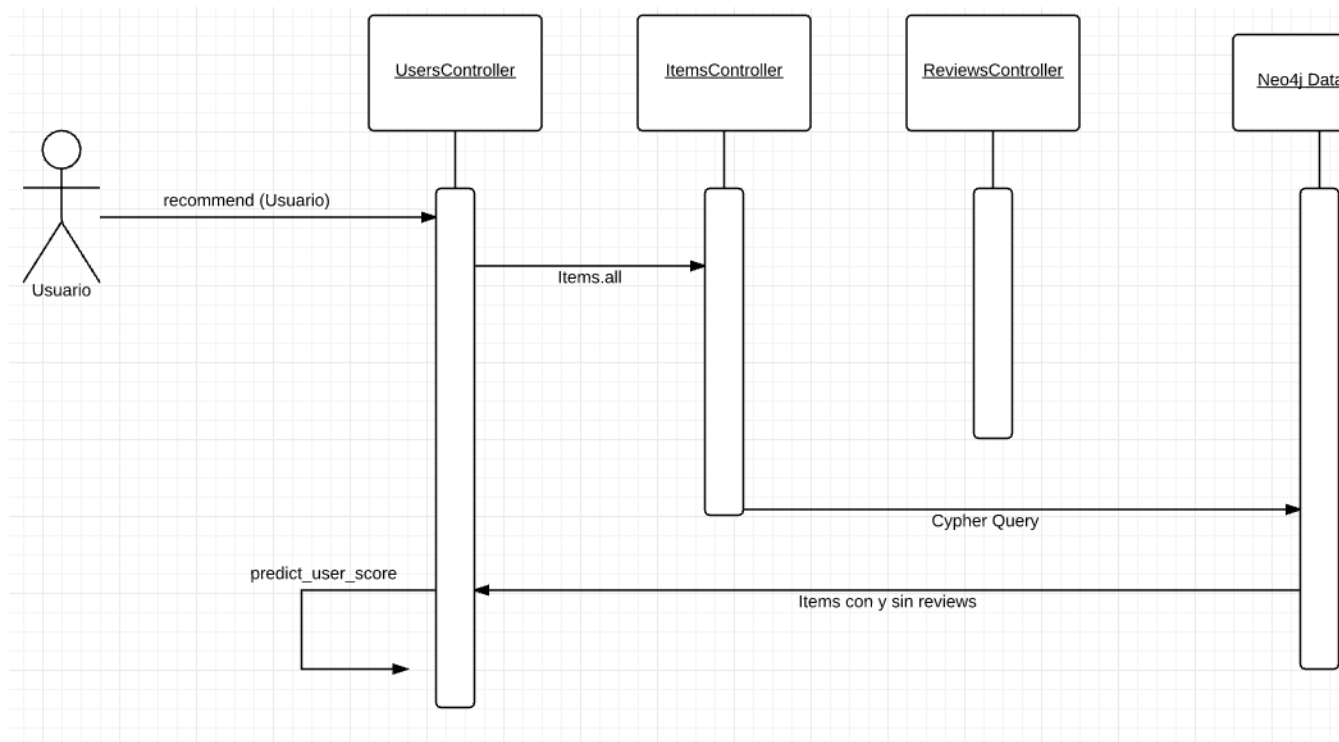 UsersController
ItemsController
ReviewsController
Neo4j Data
recommend (Usuario)
Usuario
Items.all
Cypher Query
predict_user_score
Items con y sin reviews